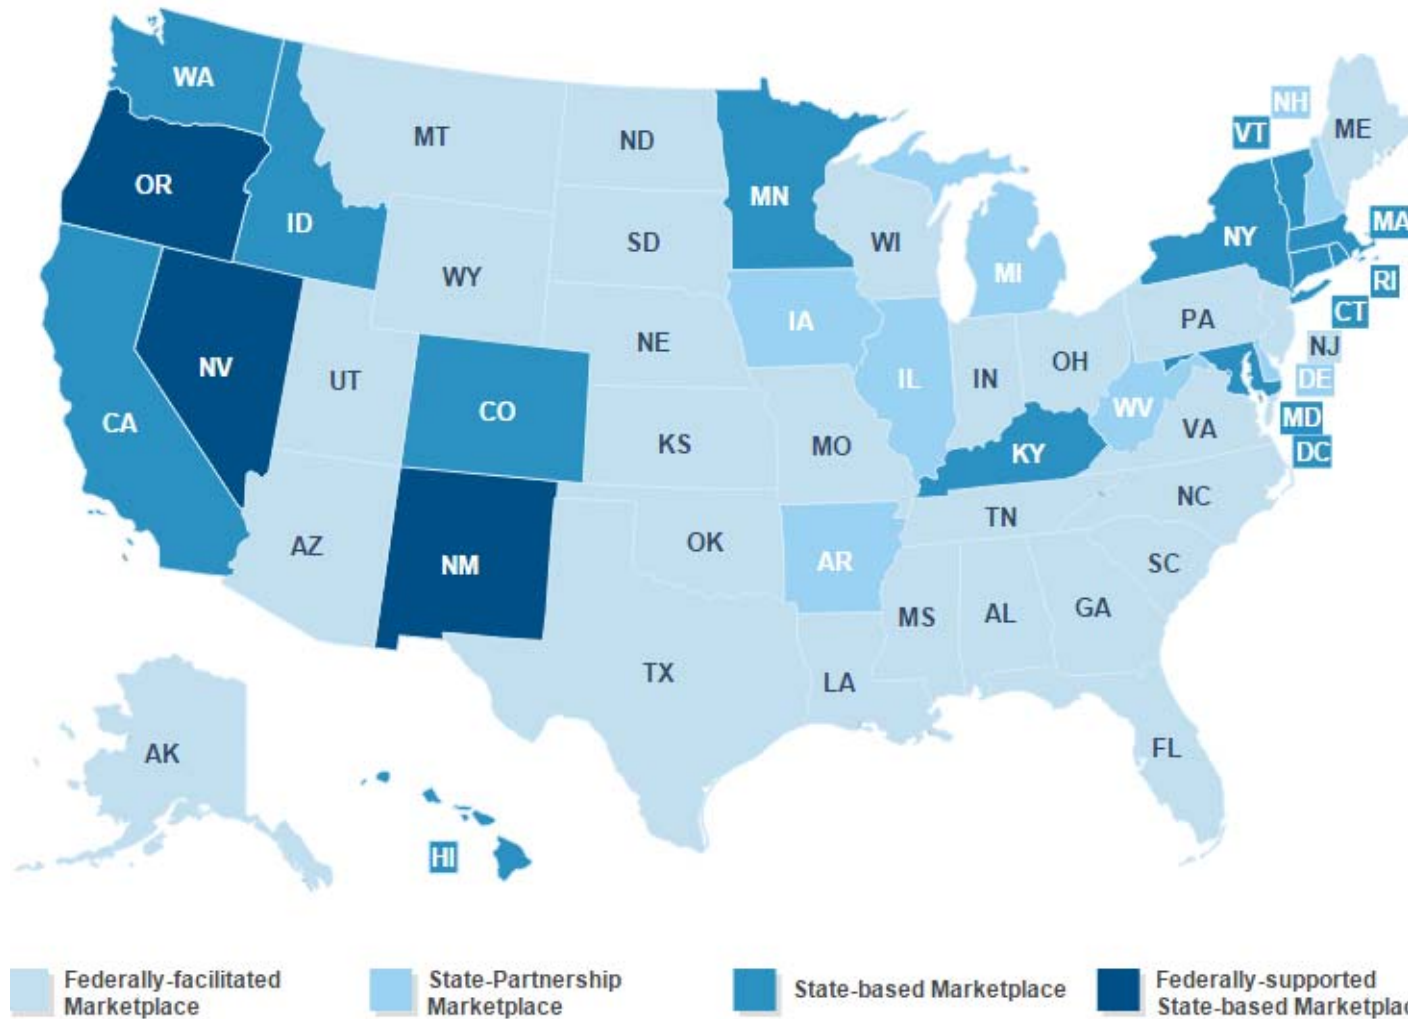 WA
MT
ND
MN
OR
ID
SD
WI
WY
MI
NH
VT
ME
NY
MA
RI
CT
PA
NJ
DE
MD
DC
NV
UT
NE
IA
IL
IN
OH
WV
VA
CA
CO
KS
MO
KY
AZ
NM
OK
AR
TN
NC
SC
TX
LA
MS
AL
GA
FL
AK
HI
Federally-facilitated
Marketplace
State-Partnership
Marketplace
State-based Marketplace
Federally-supported
State-based Marketplac